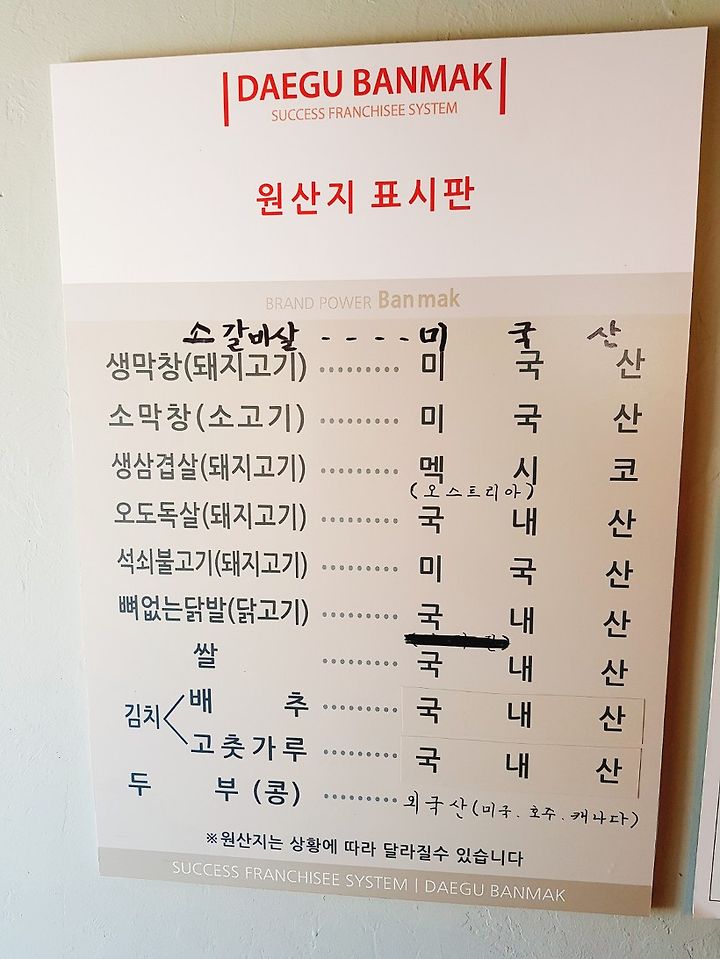 DAEGU BANMAK
SUCCESS FRANCHISEE SYSTEM
원산지 표시판
BRAND POWER Banmak
소갈비살 - - - - 미 국 산
생막창(돼지고기) ········· 미 국 산
소막창(소고기) ········· 미 국 산
생삼겹살(돼지고기) ········· 멕 시 코
(오스트리아)
오도독살(돼지고기) ········· 국 내 산
석쇠불고기(돼지고기) ········· 미 국 산
뼈없는닭발(닭고기) ········· 국 내 산
쌀 ········· 국 내 산
김치 배 추 ········· 국 내 산
고춧가루 ········· 국 내 산
두 부 (콩) ········· 외국산(미국. 호주. 캐나다)
※원산지는 상황에 따라 달라질수 있습니다
SUCCESS FRANCHISEE SYSTEM | DAEGU BANMAK